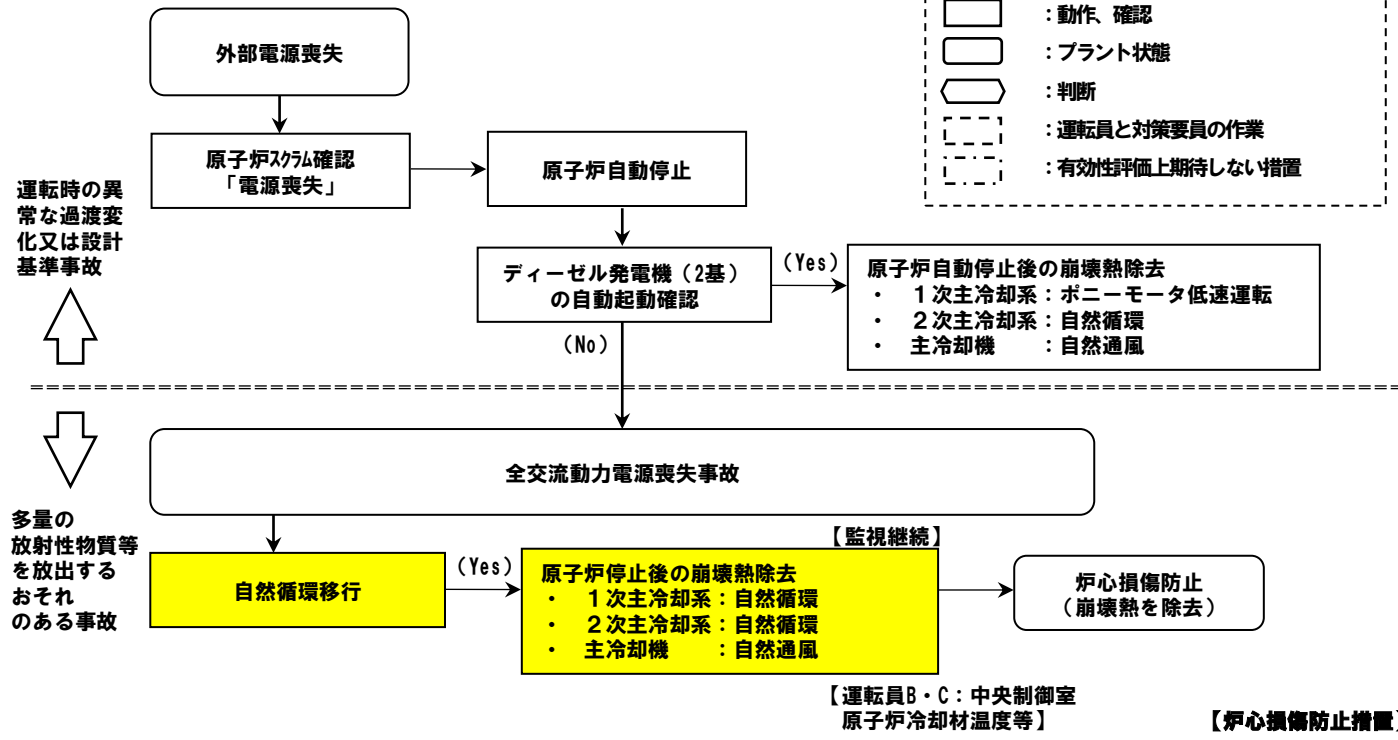 ：動作、確認
：プラント状態
：判断
：運転員と対策要員の作業
：有効性評価上期待しない措置
外部電源喪失
原子炉スクラム確認
「電源喪失」
原子炉自動停止
運転時の異
常な過渡変
化又は設計
基準事故
ディーゼル発電機（2基）
の自動起動確認
（Yes）
原子炉自動停止後の崩壊熱除去
・　１次主冷却系：ポニーモータ低速運転
・　２次主冷却系：自然循環
・　主冷却機　　：自然通風
（No）
全交流動力電源喪失事故
多量の
放射性物質等
を放出する
おそれ
のある事故
自然循環移行
（Yes）
【監視継続】
原子炉停止後の崩壊熱除去
・　１次主冷却系：自然循環
・　２次主冷却系：自然循環
・　主冷却機　　：自然通風
炉心損傷防止
（崩壊熱を除去）
【運転員B・C：中央制御室
原子炉冷却材温度等】
【炉心損傷防止措置】